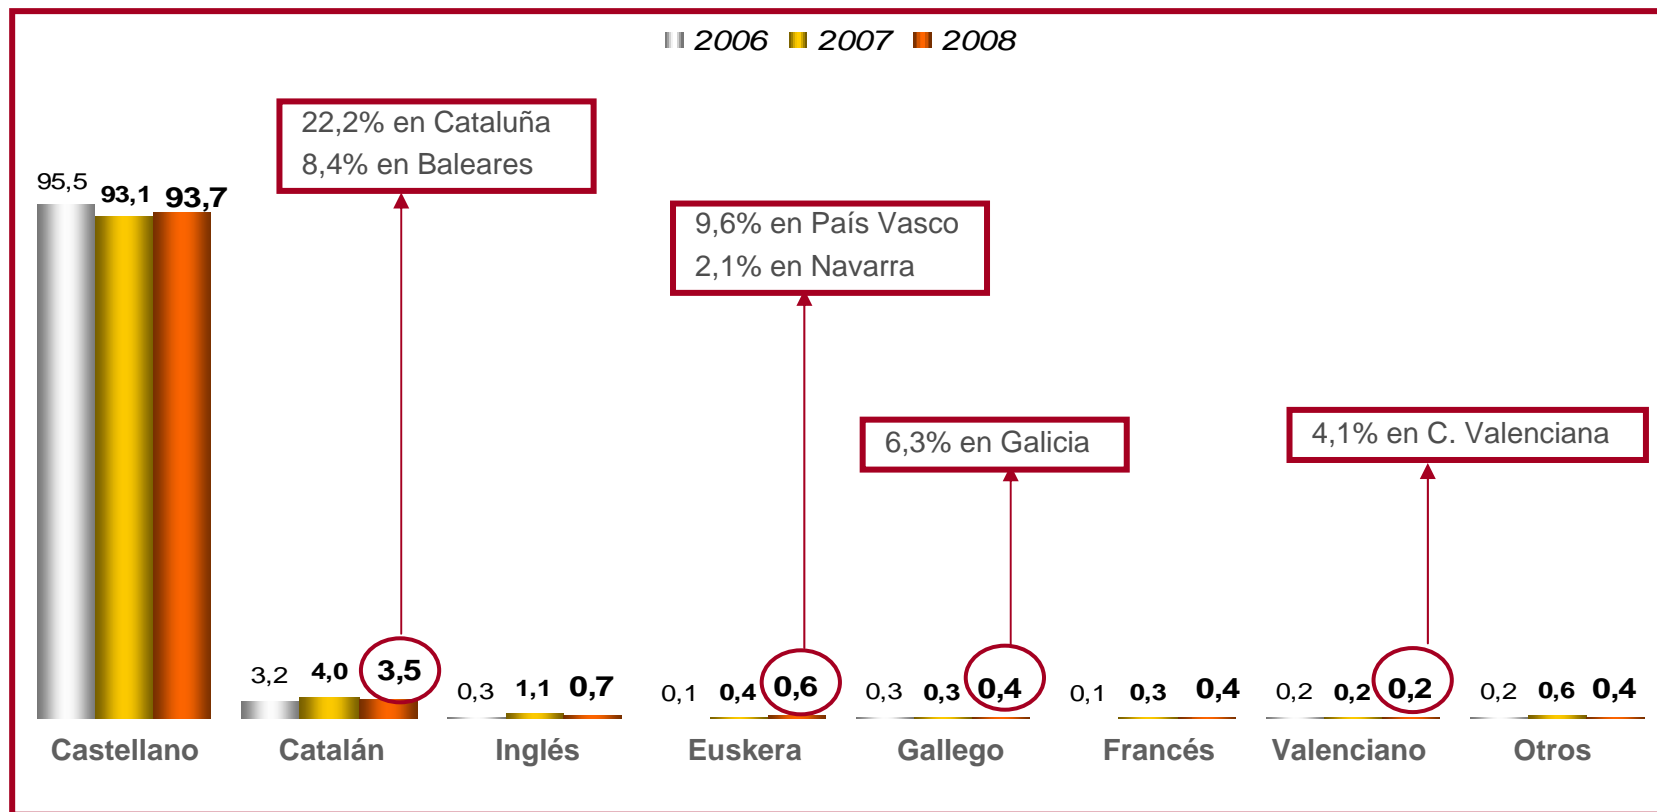 2006 2007 2008
22,2% en Cataluña
8,4% en Baleares
95,5 93,1 93,7
9,6% en País Vasco
2,1% en Navarra
6,3% en Galicia
4,1% en C. Valenciana
3,2 4,0 3,5 0,3 1,1 0,7 0,1 0,4 0,6 0,3 0,3 0,4 0,1 0,3 0,4 0,2 0,2 0,2 0,2 0,6 0,4
Castellano Catalán Inglés Euskera Gallego Francés Valenciano Otros